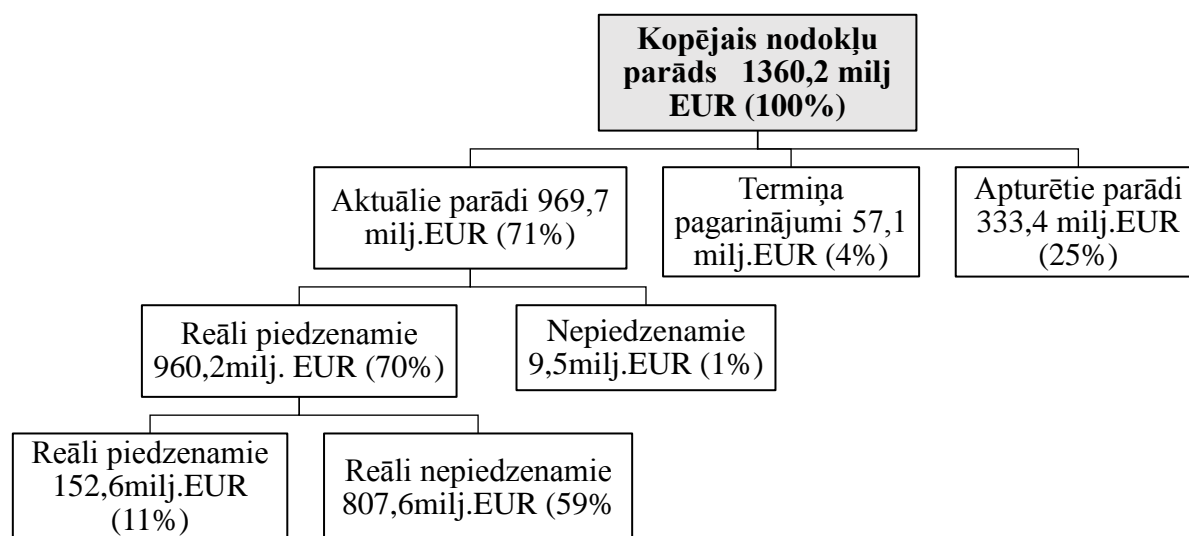 Kopējais nodokļu
parāds 1360,2 milj
EUR (100%)
Aktuālie parādi 969,7
milj.EUR (71%)
Termiņa
pagarinājumi 57,1
milj.EUR (4%)
Apturētie parādi
333,4 milj.EUR
(25%)
Reāli piedzenamie
960,2milj. EUR (70%)
Nepiedzenamie
9,5milj.EUR (1%)
Reāli piedzenamie
152,6milj.EUR
(11%)
Reāli nepiedzenamie
807,6milj.EUR (59%